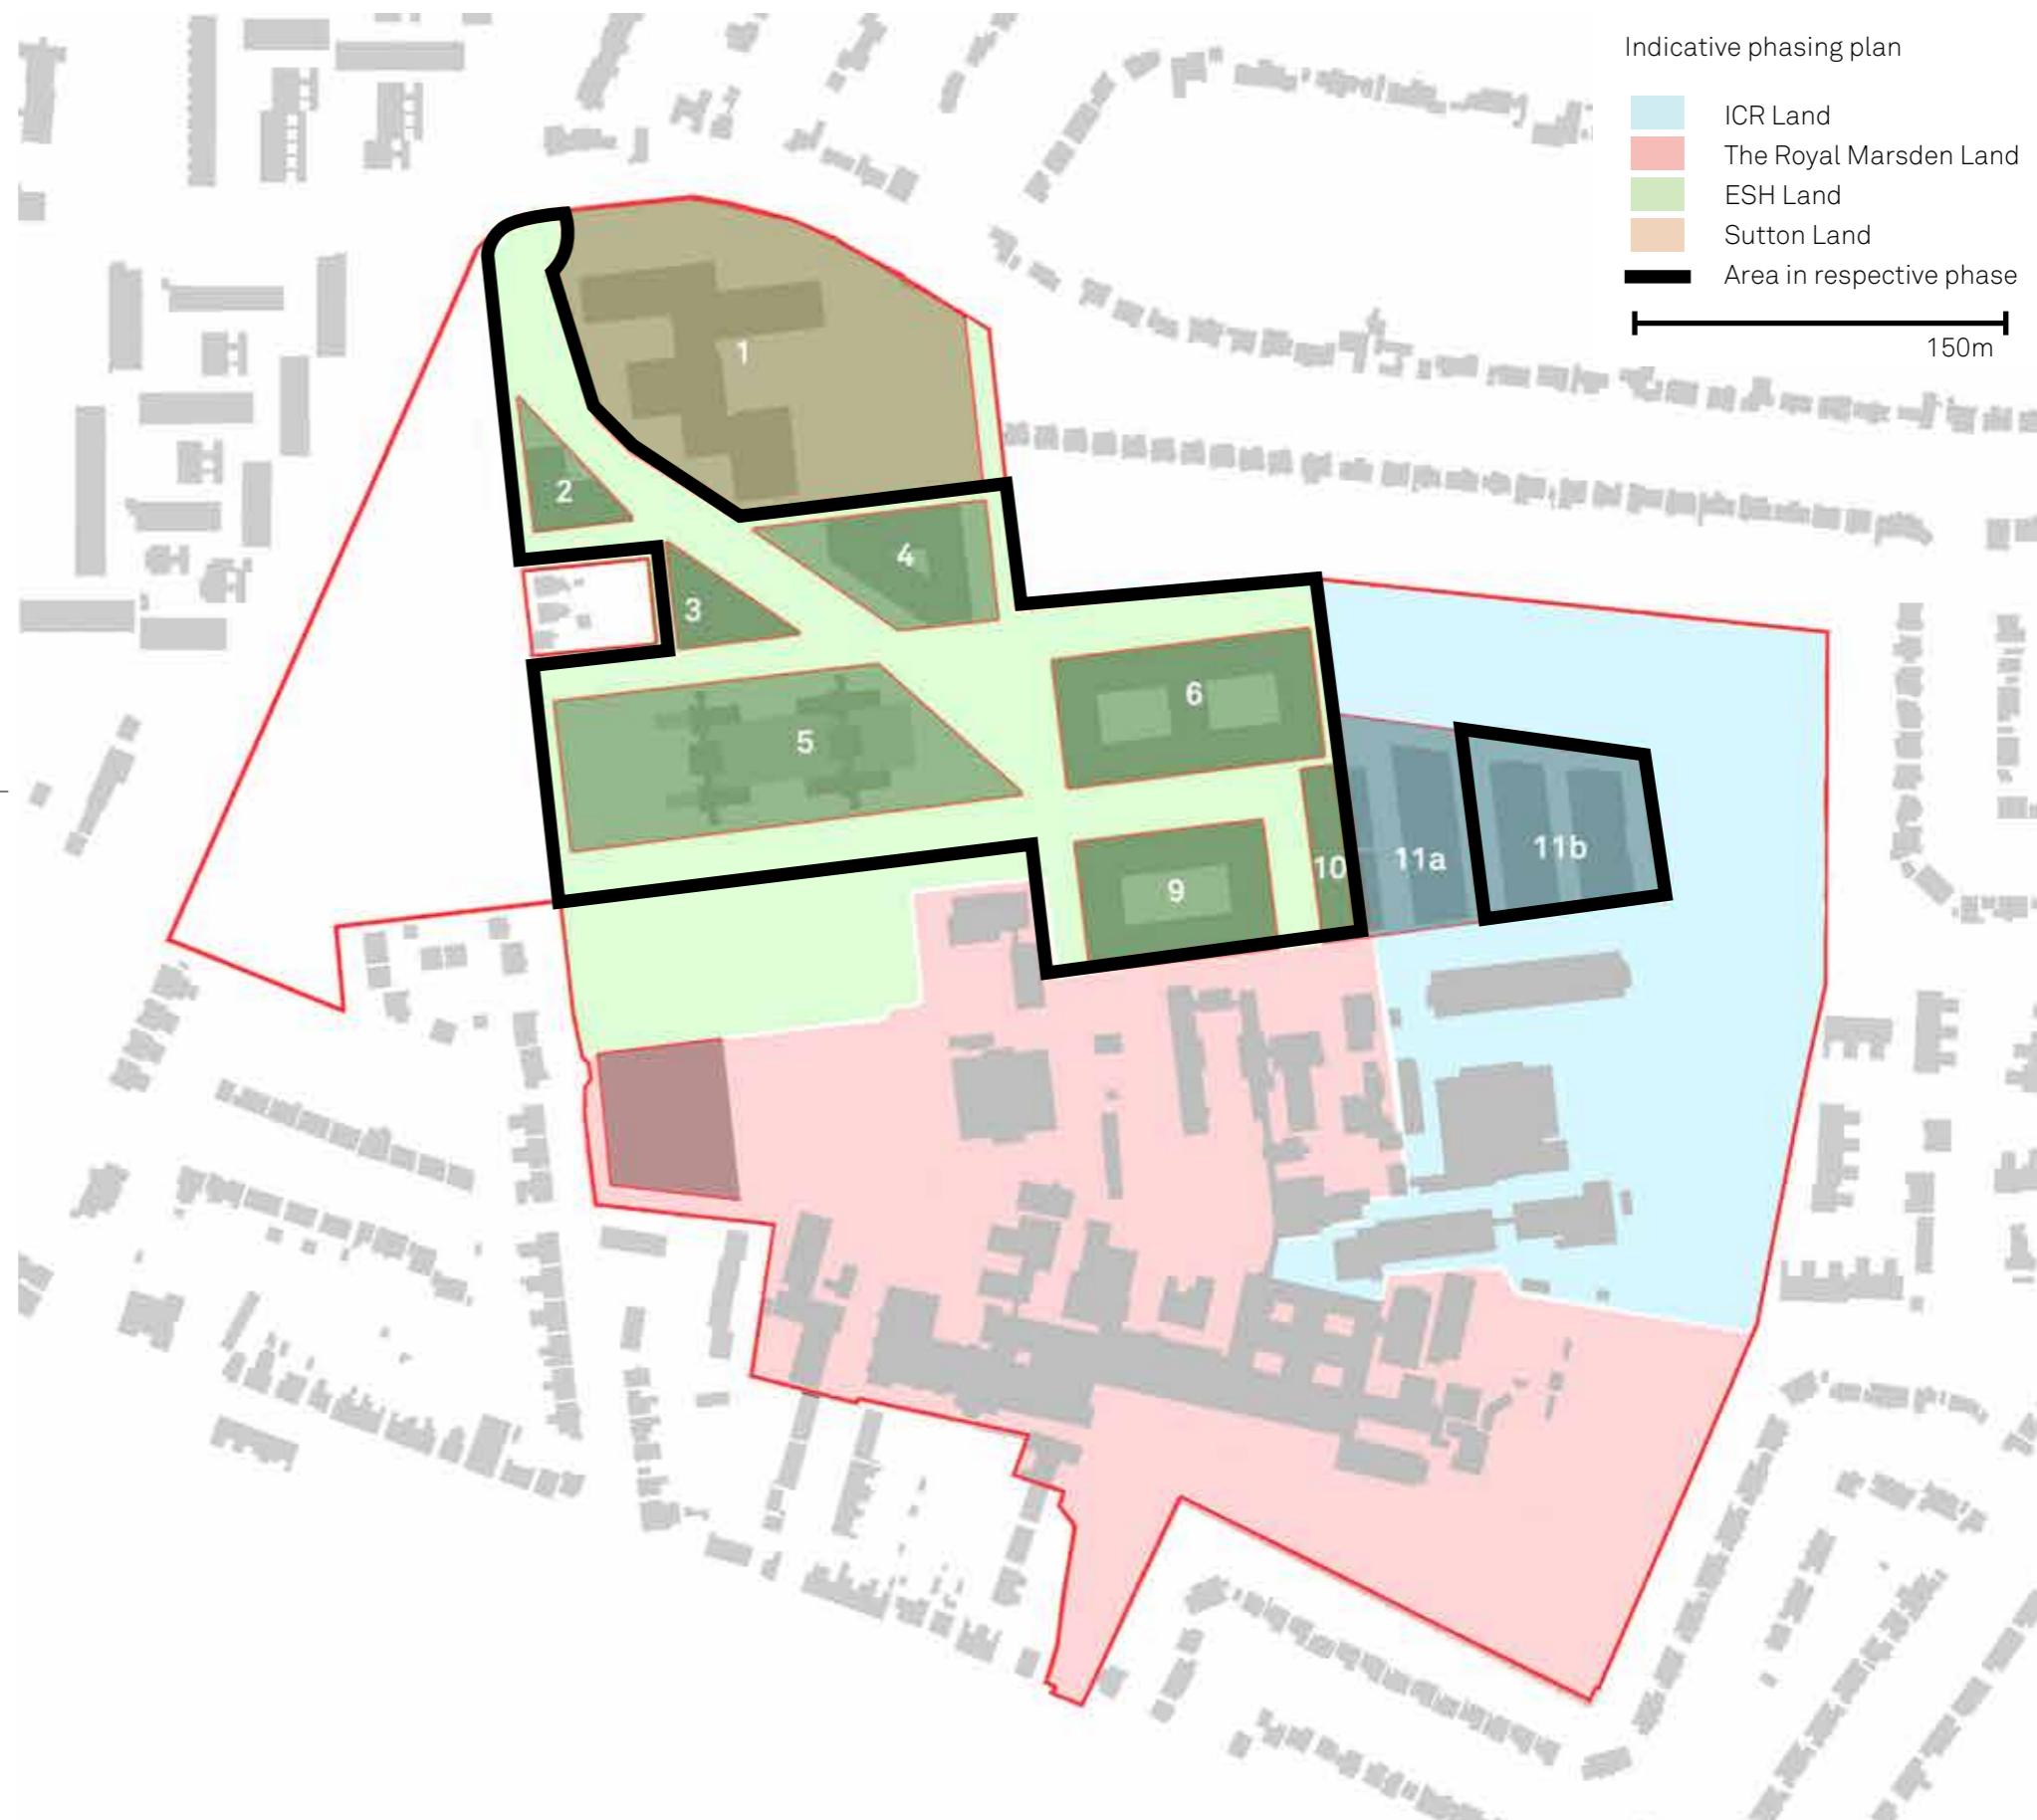 Indicative phasing plan
ICR Land
The Royal Marsden Land
ESH Land
Sutton Land
Area in respective phase
150m
1
2
4
3
6
5
11a
11b
10
9